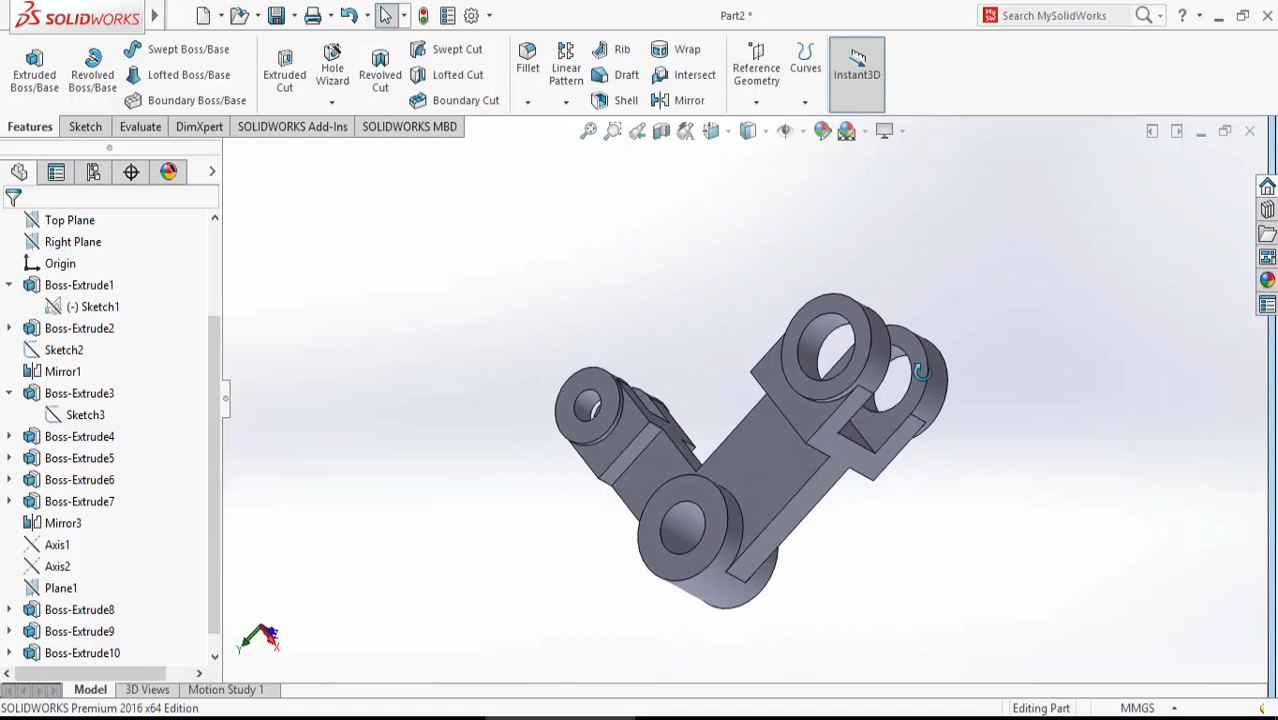 SOLIDWORKS
Part2 *
Search MySolidWorks
?
Extruded Boss/Base
Revolved Boss/Base
Swept Boss/Base
Lofted Boss/Base
Boundary Boss/Base
Extruded Cut
Hole Wizard
Revolved Cut
Swept Cut
Lofted Cut
Boundary Cut
Fillet
Linear Pattern
Rib
Draft
Shell
Wrap
Intersect
Mirror
Reference Geometry
Curves
Instant3D
Features
Sketch
Evaluate
DimXpert
SOLIDWORKS Add-Ins
SOLIDWORKS MBD
Top Plane
Right Plane
Origin
Boss-Extrude1
(-) Sketch1
Boss-Extrude2
Sketch2
Mirror1
Boss-Extrude3
Sketch3
Boss-Extrude4
Boss-Extrude5
Boss-Extrude6
Boss-Extrude7
Mirror3
Axis1
Axis2
Plane1
Boss-Extrude8
Boss-Extrude9
Boss-Extrude10
Y
X
Model
3D Views
Motion Study 1
SOLIDWORKS Premium 2016 x64 Edition
Editing Part
MMGS